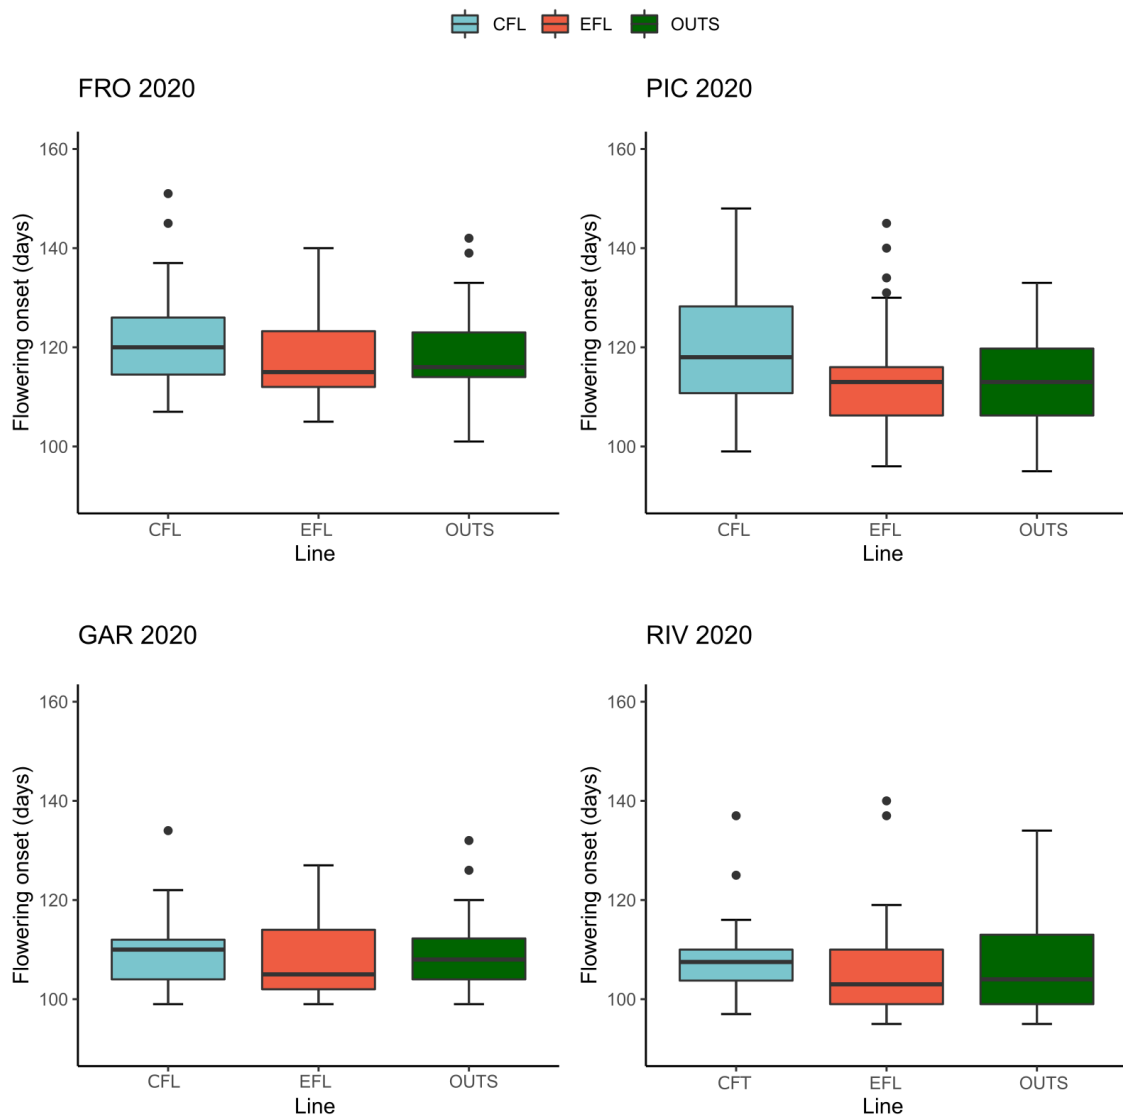 CFL EFL OUTS
FRO 2020
Flowering onset (days)
160
140
120
100
CFL EFL OUTS
Line
PIC 2020
Flowering onset (days)
160
140
120
100
CFL EFL OUTS
Line
GAR 2020
Flowering onset (days)
160
140
120
100
CFL EFL OUTS
Line
RIV 2020
Flowering onset (days)
160
140
120
100
CFT EFL OUTS
Line